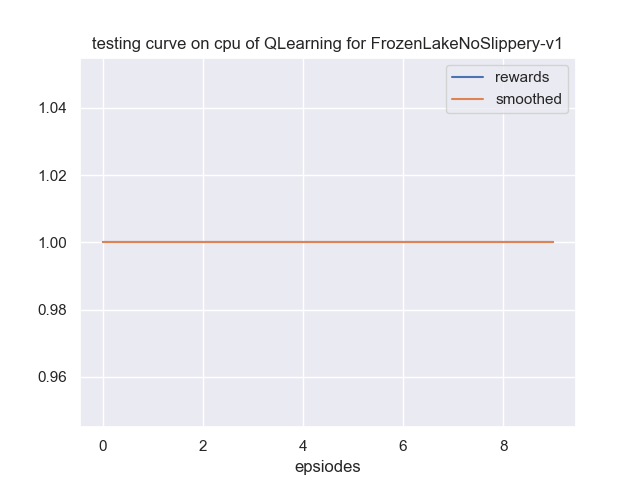 testing curve on cpu of QLearning for FrozenLakeNoSlippery-v1
rewards
smoothed
1.04
1.02
1.00
0.98
0.96
0 2 4 6 8
epsiodes